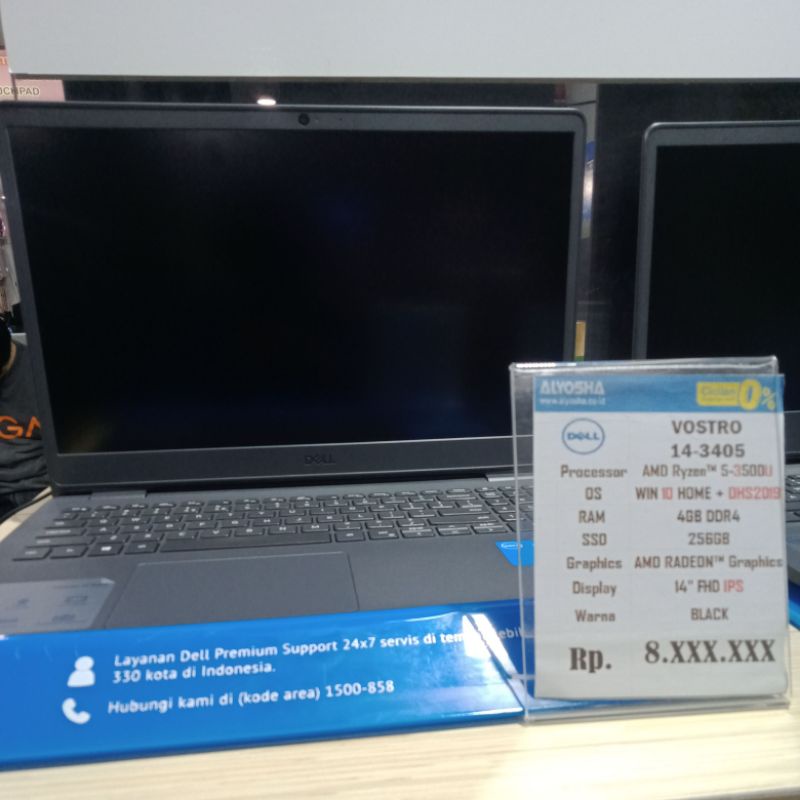 DELL
GA
ALYOSHA
www.alyosha.co.id
0%
DELL
VOSTRO
14-3405
Processor AMD Ryzen™ 5-3500U
OS WIN 10 HOME + OHS2019
RAM 4GB DDR4
SSD 256GB
Graphics AMD RADEON™ Graphics
Display 14" FHD IPS
Warna BLACK
Rp. 8.XXX.XXX
Layanan Dell Premium Support 24x7 servis di
330 kota di Indonesia.
Hubungi kami di (kode area) 1500-858